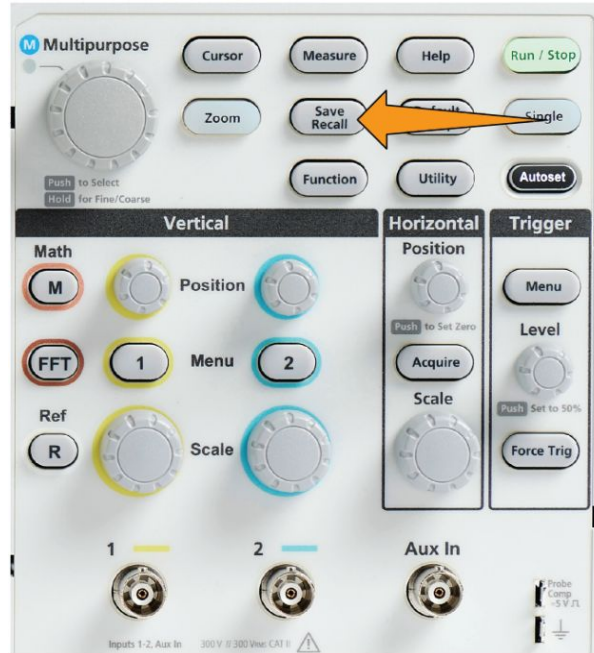 M Multipurpose
Cursor
Measure
Help
Run / Stop
Zoom
Save
Recall
Single
Push to Select
Hold for Fine/Coarse
Function
Utility
Autoset
Vertical
Horizontal
Trigger
Math
M
Position
Position
Push to Set Zero
Menu
FFT
1
Menu
2
Acquire
Level
Push Set to 50%
Ref
R
Scale
Scale
Force Trig
1
2
Aux In
Inputs 1-2, Aux In 300 V
300 VRMS CAT II
Probe
Comp
~5 V